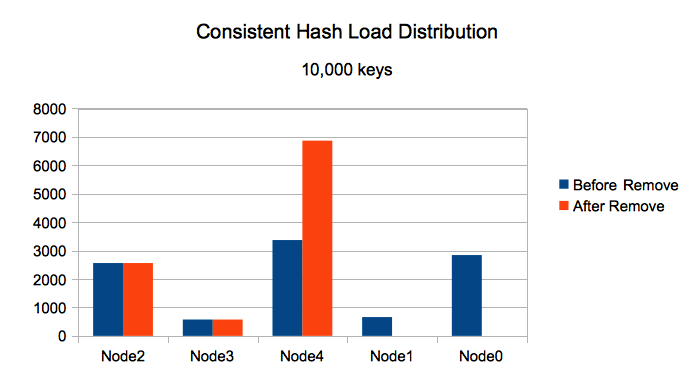 Consistent Hash Load Distribution
10,000 keys
8000
7000
6000
5000
4000
3000
2000
1000
0
Node2 Node3 Node4 Node1 Node0
Before Remove
After Remove